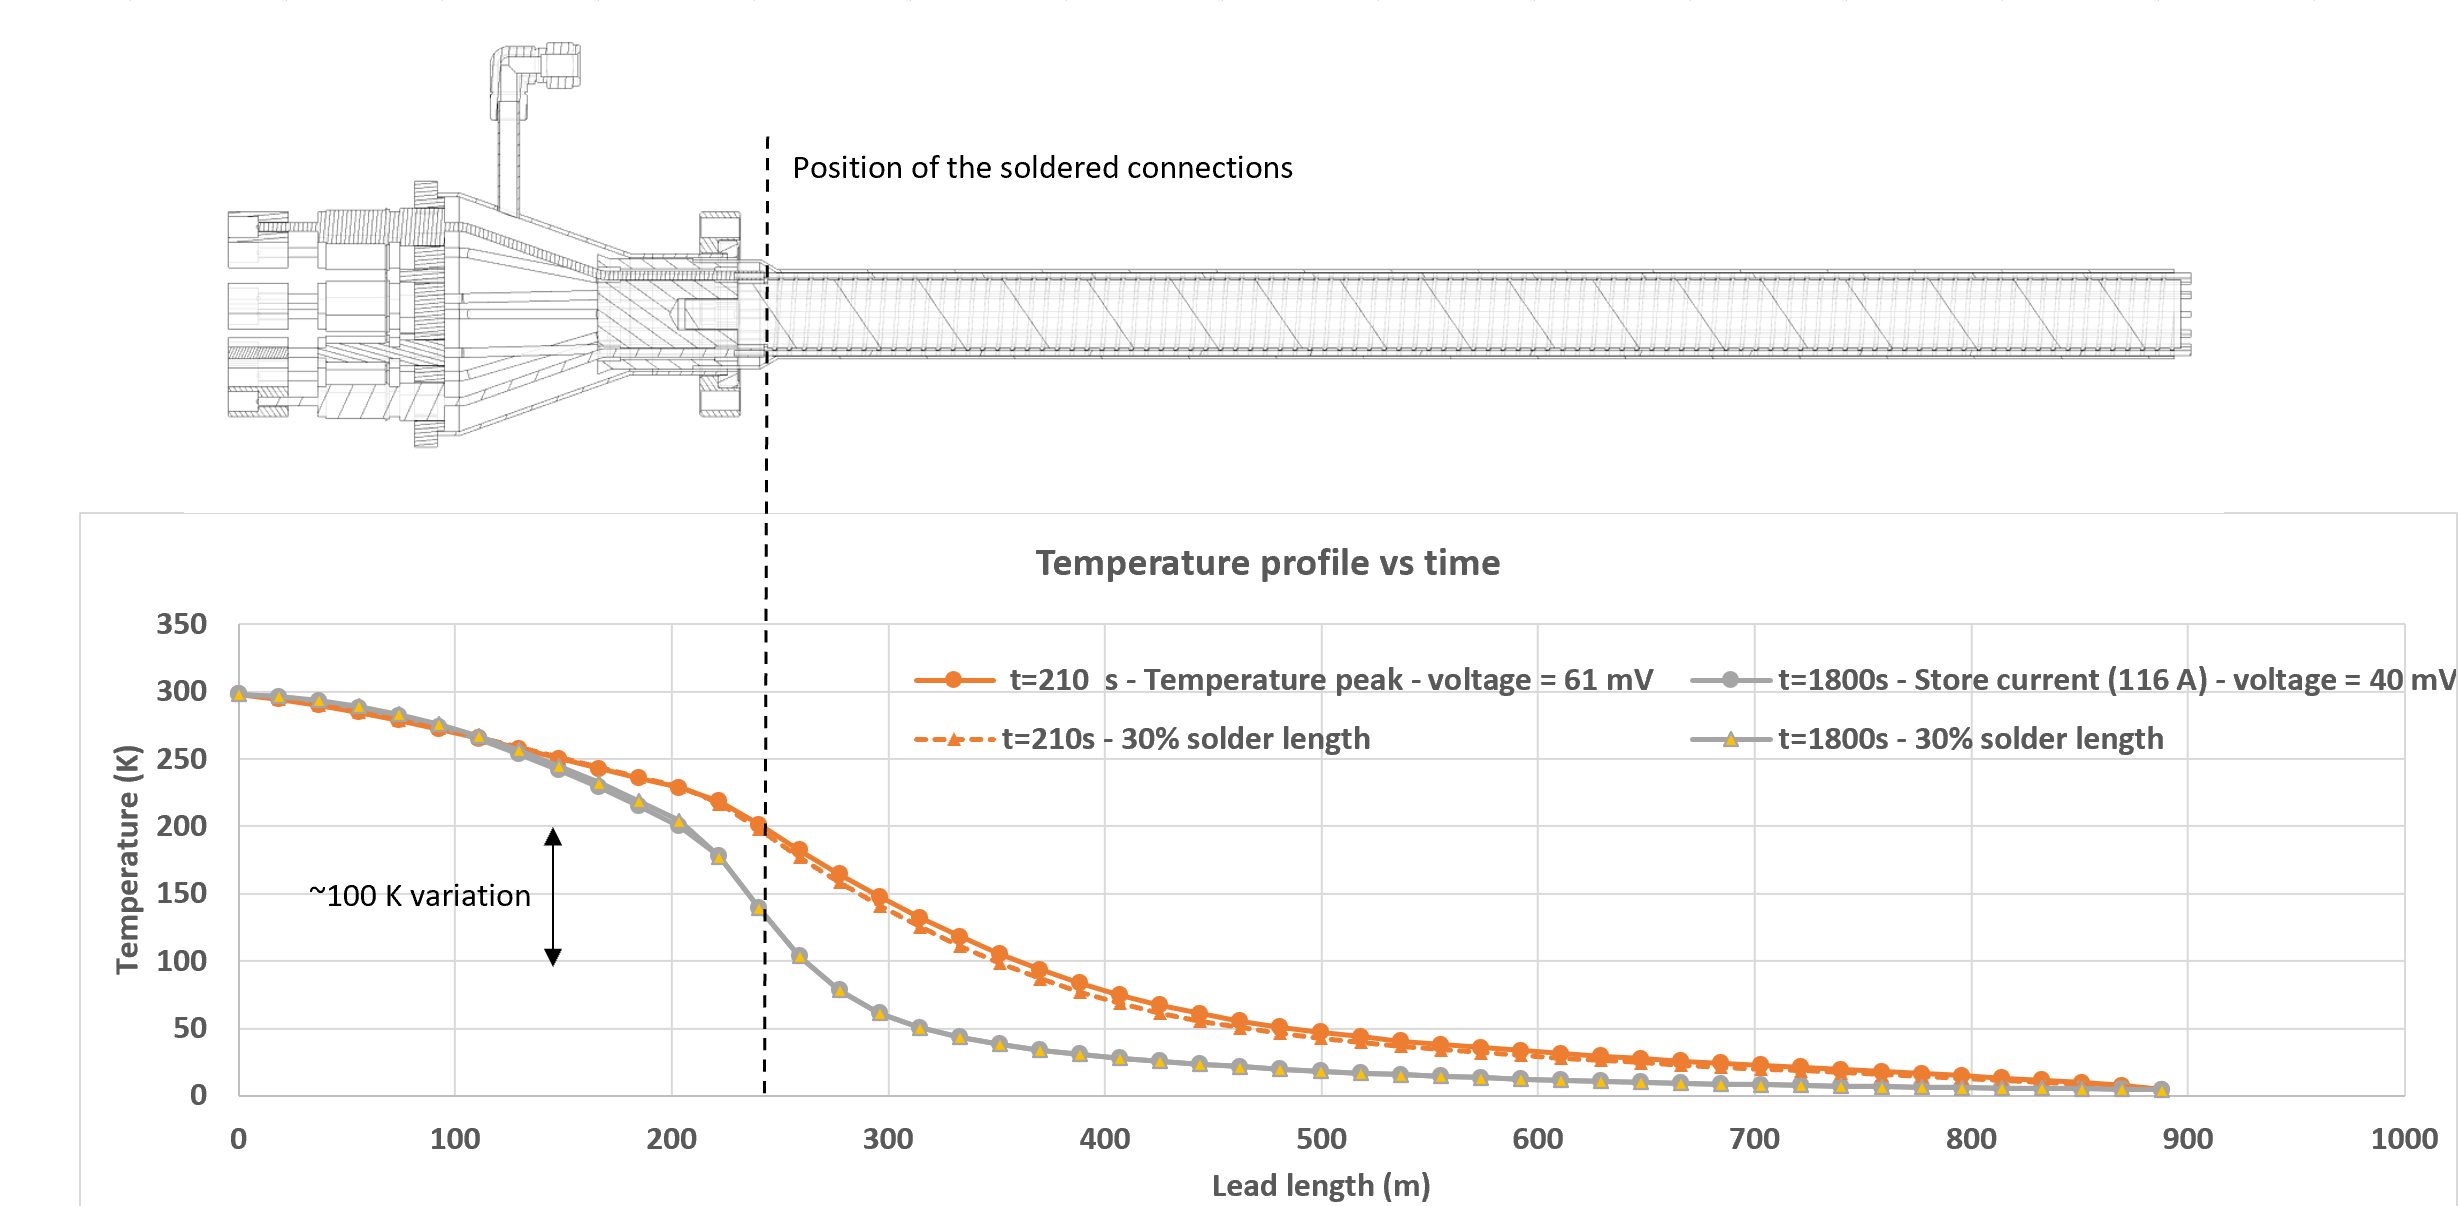 Position of the soldered connections
Temperature profile vs time
t=210  s - Temperature peak - voltage = 61 mV
t=1800s - Store current (116 A) - voltage = 40 mV
t=210s - 30% solder length
t=1800s - 30% solder length
~100 K variation
Temperature (K)
350
300
250
200
150
100
50
0
0 100 200 300 400 500 600 700 800 900 1000
Lead length (m)